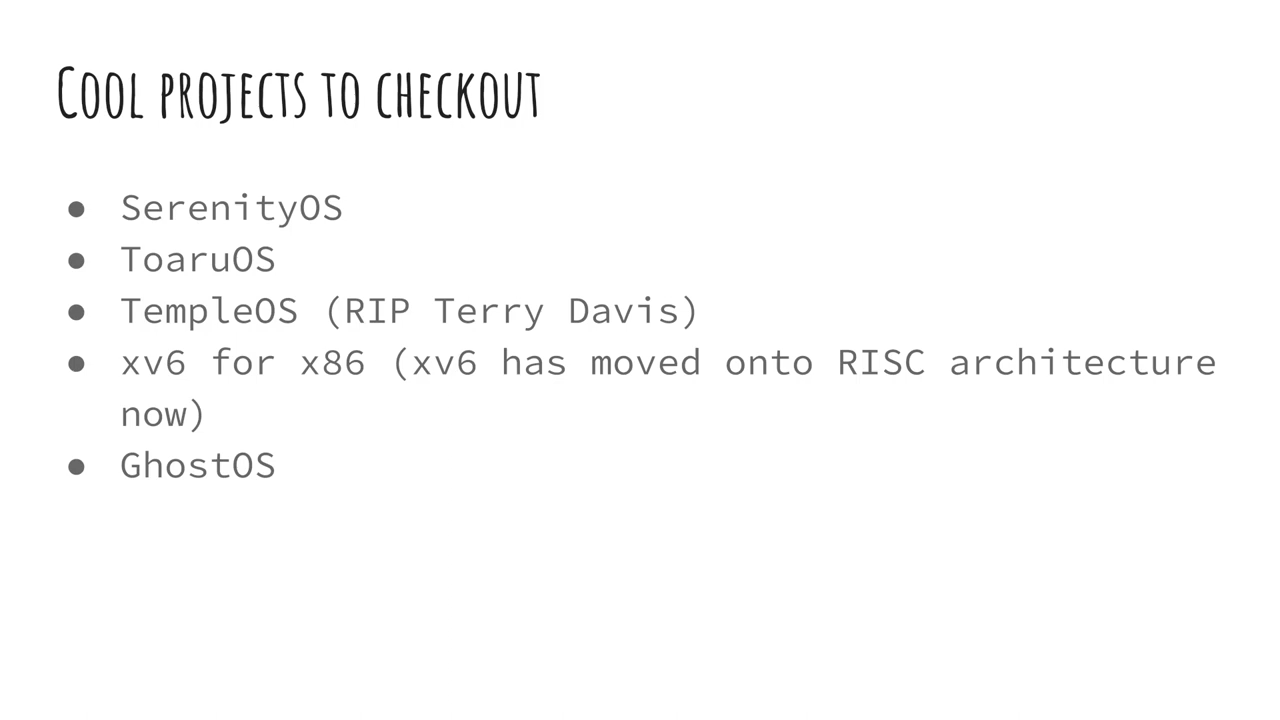 Cool projects to checkout
● SerenityOS
● ToaruOS
● TempleOS (RIP Terry Davis)
● xv6 for x86 (xv6 has moved onto RISC architecture
now)
● GhostOS